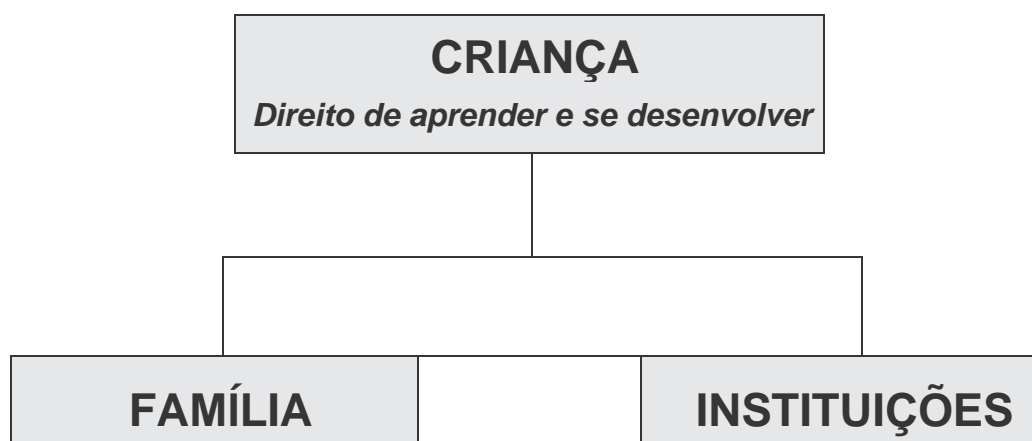 CRIANÇA
Direito de aprender e se desenvolver
FAMÍLIA
INSTITUIÇÕES